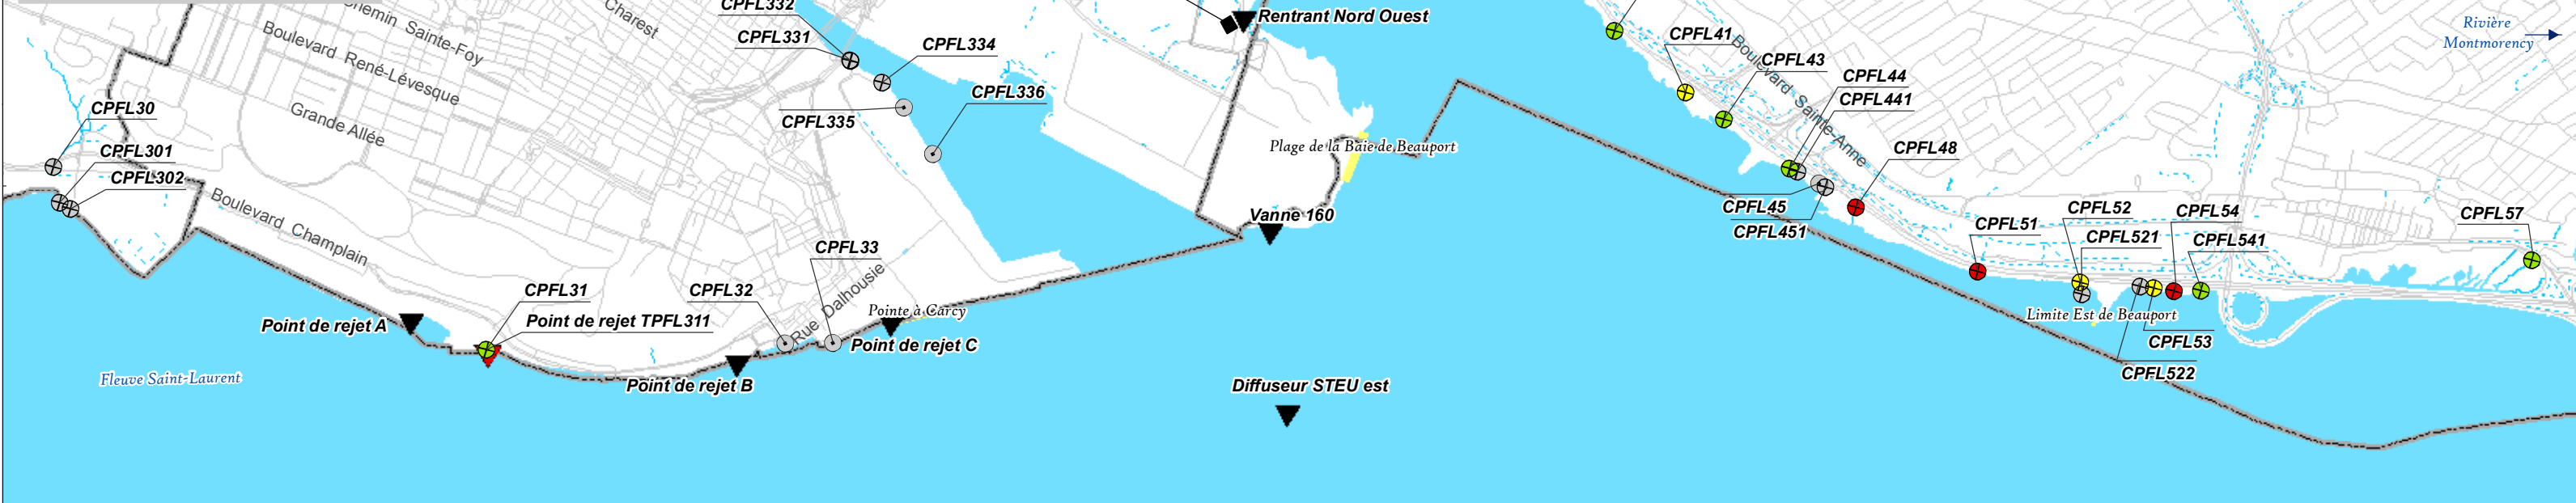 CPFL332
Rentrant Nord Ouest
Chemin Sainte-Foy
Charest
Boulevard René-Lévesque
CPFL331
CPFL334
CPFL41
Boulevard Sainte-Anne
Rivière
Montmorency
CPFL43
CPFL44
CPFL441
CPFL30
Grande Allée
CPFL335
CPFL336
Plage de la Baie de Beauport
CPFL48
CPFL301
CPFL302
Boulevard Champlain
Vanne 160
CPFL45
CPFL451
CPFL51
CPFL52
CPFL54
CPFL57
CPFL521
CPFL541
CPFL33
Rue Dalhousie
CPFL31
CPFL32
Pointe à Carcy
Limite Est de Beauport
Point de rejet A
Point de rejet TPFL311
Point de rejet C
CPFL53
Fleuve Saint-Laurent
Point de rejet B
Diffuseur STEU est
CPFL522